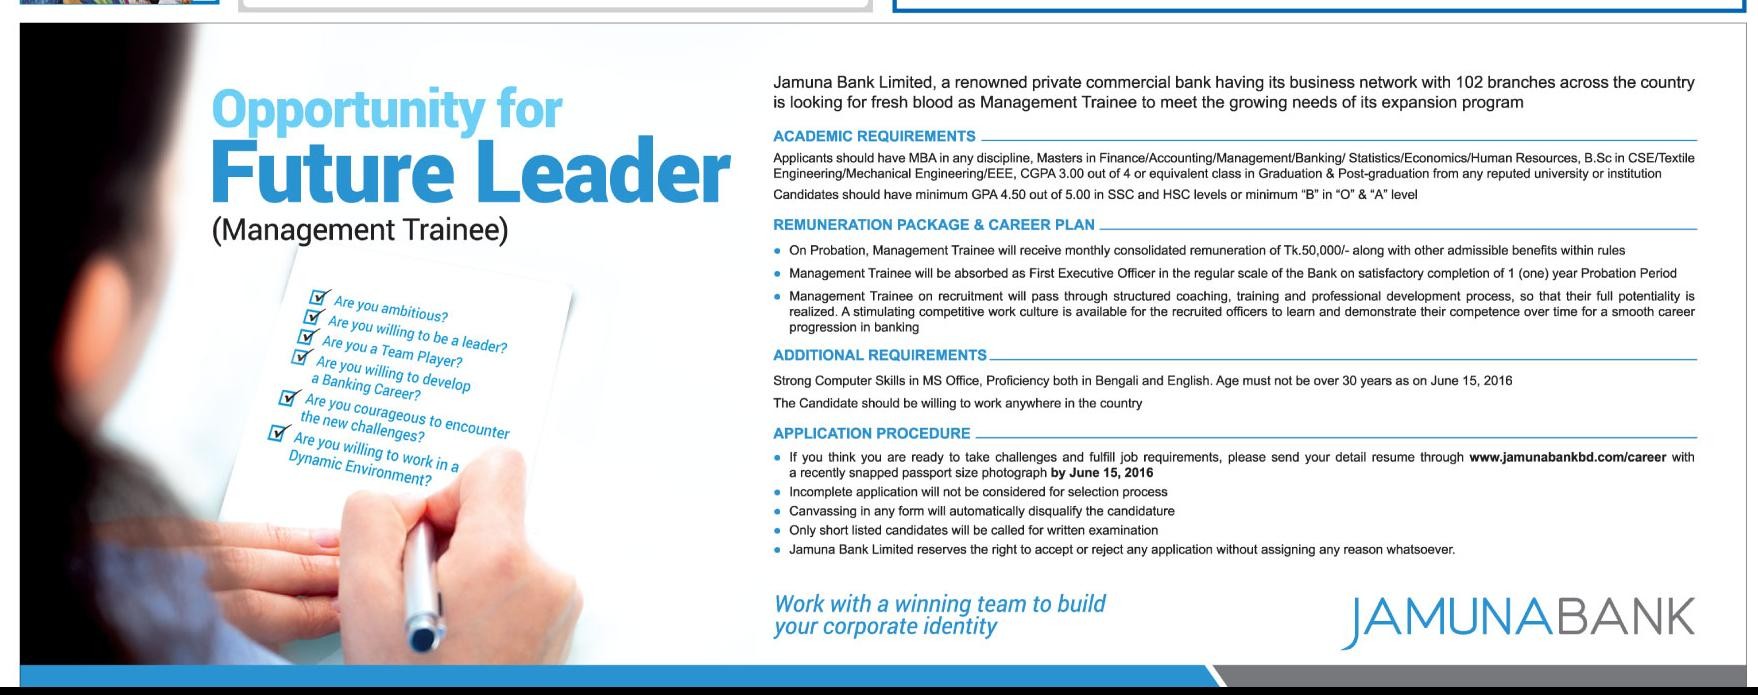 Opportunity for
Future Leader
(Management Trainee)
Are you ambitious?
Are you willing to be a leader?
Are you a Team Player?
Are you willing to develop
a Banking Career?
Are you courageous to encounter
the new challenges?
Are you willing to work in a
Dynamic Environment?
Jamuna Bank Limited, a renowned private commercial bank having its business network with 102 branches across the country
is looking for fresh blood as Management Trainee to meet the growing needs of its expansion program
ACADEMIC REQUIREMENTS
Applicants should have MBA in any discipline, Masters in Finance/Accounting/Management/Banking/ Statistics/Economics/Human Resources, B.Sc in CSE/Textile
Engineering/Mechanical Engineering/EEE, CGPA 3.00 out of 4 or equivalent class in Graduation & Post-graduation from any reputed university or institution
Candidates should have minimum GPA 4.50 out of 5.00 in SSC and HSC levels or minimum “B” in “O” & “A” level
REMUNERATION PACKAGE & CAREER PLAN
• On Probation, Management Trainee will receive monthly consolidated remuneration of Tk.50,000/- along with other admissible benefits within rules
• Management Trainee will be absorbed as First Executive Officer in the regular scale of the Bank on satisfactory completion of 1 (one) year Probation Period
• Management Trainee on recruitment will pass through structured coaching, training and professional development process, so that their full potentiality is
realized. A stimulating competitive work culture is available for the recruited officers to learn and demonstrate their competence over time for a smooth career
progression in banking
ADDITIONAL REQUIREMENTS
Strong Computer Skills in MS Office, Proficiency both in Bengali and English. Age must not be over 30 years as on June 15, 2016
The Candidate should be willing to work anywhere in the country
APPLICATION PROCEDURE
• If you think you are ready to take challenges and fulfill job requirements, please send your detail resume through www.jamunabankbd.com/career with
a recently snapped passport size photograph by June 15, 2016
• Incomplete application will not be considered for selection process
• Canvassing in any form will automatically disqualify the candidature
• Only short listed candidates will be called for written examination
• Jamuna Bank Limited reserves the right to accept or reject any application without assigning any reason whatsoever.
Work with a winning team to build
your corporate identity
JAMUNABANK